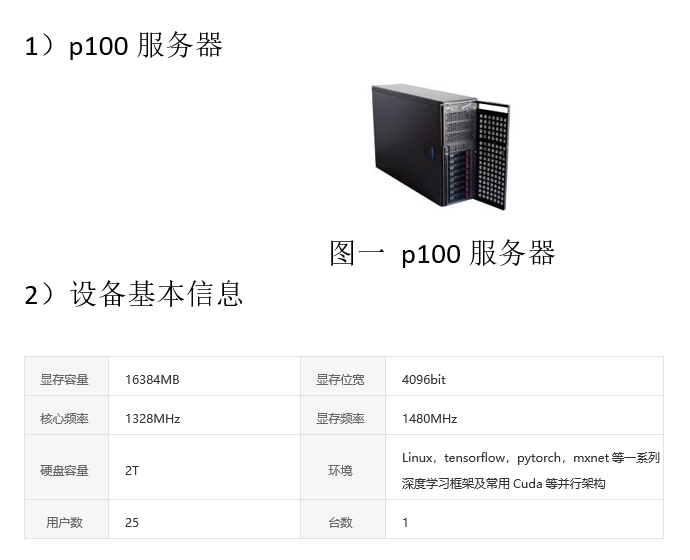 1）p100 服务器
图一 p100 服务器
2）设备基本信息
显存容量 16384MB 显存位宽 4096bit
核心频率 1328MHz 显存频率 1480MHz
硬盘容量 2T 环境 Linux，tensorflow，pytorch，mxnet 等一系列
深度学习框架及常用 Cuda 等并行架构
用户数 25 台数 1